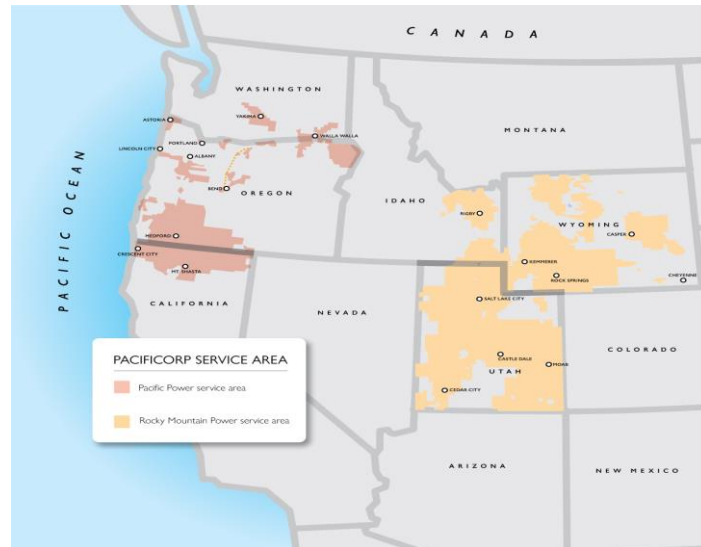 CANADA
WASHINGTON
ASTORIA
YAKIMA
WALLA WALLA
MONTANA
PORTLAND
LINCOLN CITY
ALBANY
BEND
OREGON
IDAHO
RIGBY
WYOMING
CASPER
PACIFIC OCEAN
MEDFORD
CRESCENT CITY
MT. SHASTA
KEMMERER
ROCK SPRINGS
CHEYENNE
CALIFORNIA
NEVADA
SALT LAKE CITY
COLORADO
CASTLE DALE
MOAB
UTAH
CEDAR CITY
PACIFICORP SERVICE AREA
Pacific Power service area
Rocky Mountain Power service area
ARIZONA
NEW MEXICO